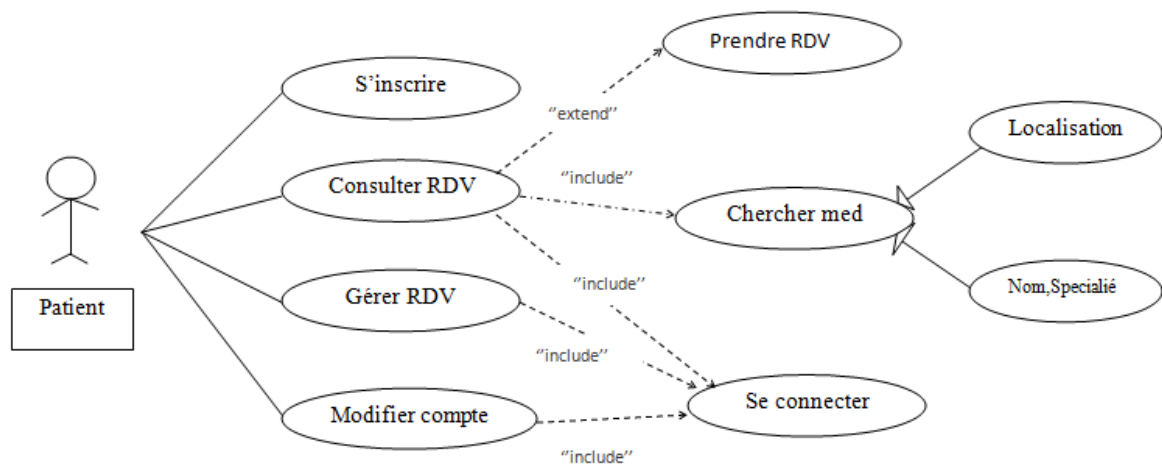 Prendre RDV
S'inscrire
‘‘extend’’
Localisation
Consulter RDV
‘‘include’’
Chercher med
Gérer RDV
‘‘include’’
Nom,Specialié
Patient
‘‘include’’
Modifier compte
Se connecter
‘‘include’’